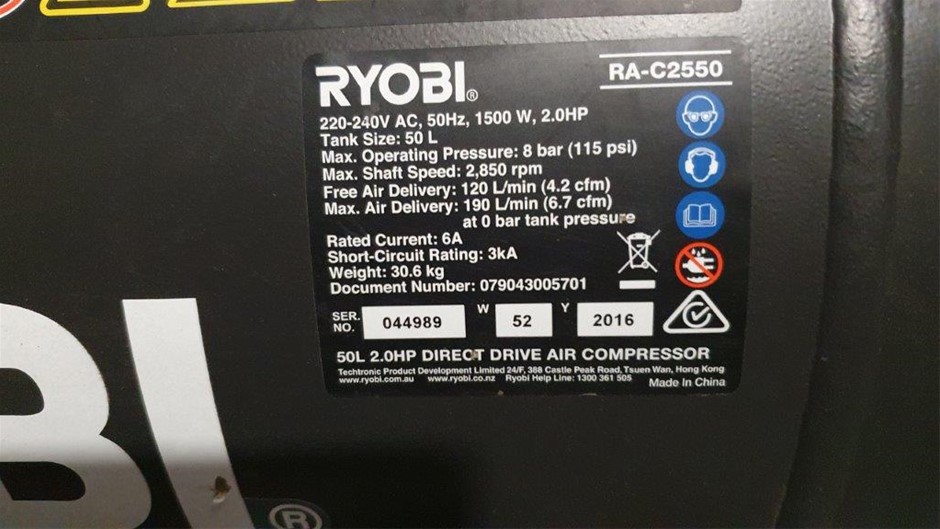 RYOBI®
RA-C2550
220-240V AC, 50Hz, 1500 W, 2.0HP
Tank Size: 50 L
Max. Operating Pressure: 8 bar (115 psi)
Max. Shaft Speed: 2,850 rpm
Free Air Delivery: 120 L/min (4.2 cfm)
Max. Air Delivery: 190 L/min (6.7 cfm)
at 0 bar tank pressure
Rated Current: 6A
Short-Circuit Rating: 3kA
Weight: 30.6 kg
Document Number: 079043005701
SER. NO. 044989 W 52 Y 2016
50L 2.0HP DIRECT DRIVE AIR COMPRESSOR
Techtronic Product Development Limited 24/F, 388 Castle Peak Road, Tsuen Wan, Hong Kong
www.ryobi.com.au www.ryobi.co.nz Ryobi Help Line: 1300 361 505 Made in China
BI®